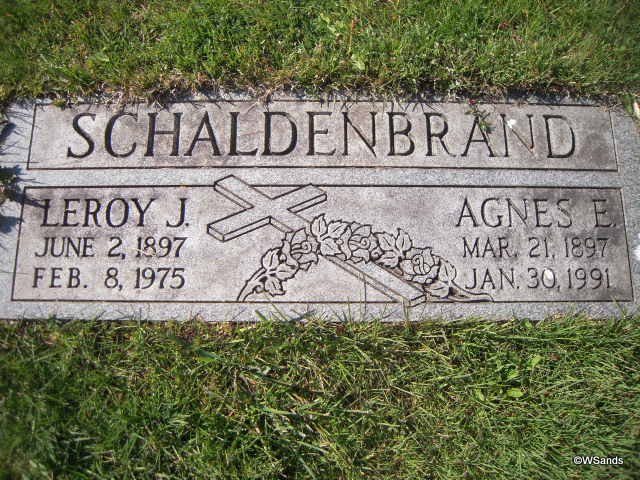 SCHALDENBRAND
LEROY J.
JUNE 2, 1897
FEB. 8, 1975
AGNES E.
MAR. 21, 1897
JAN. 30, 1991
©WSands